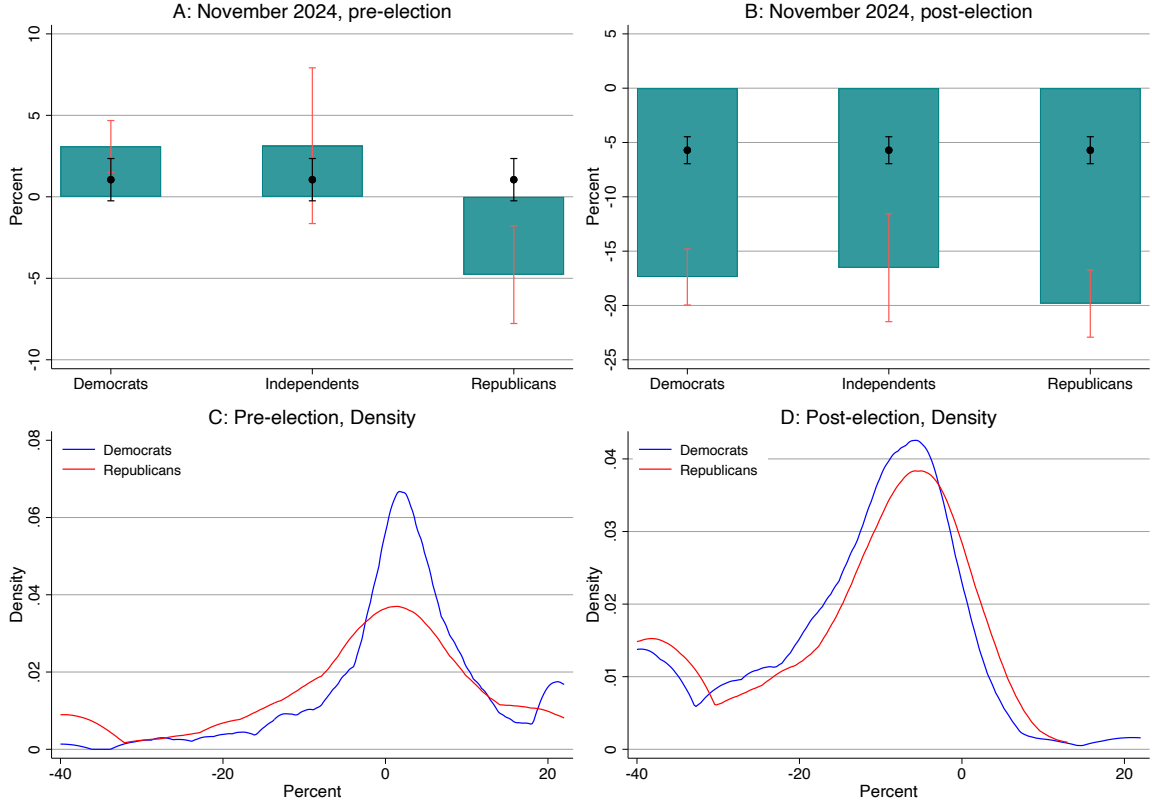 A: November 2024, pre-election
10
5
0
-5
-10
Percent
Democrats Independents Republicans
B: November 2024, post-election
5
0
-5
-10
-15
-20
-25
Percent
Democrats Independents Republicans
C: Pre-election, Density
Democrats
Republicans
.08
.06
.04
.02
0
Density
-40 -20 0 20
Percent
D: Post-election, Density
Democrats
Republicans
.04
.03
.02
.01
0
Density
-40 -20 0 20
Percent